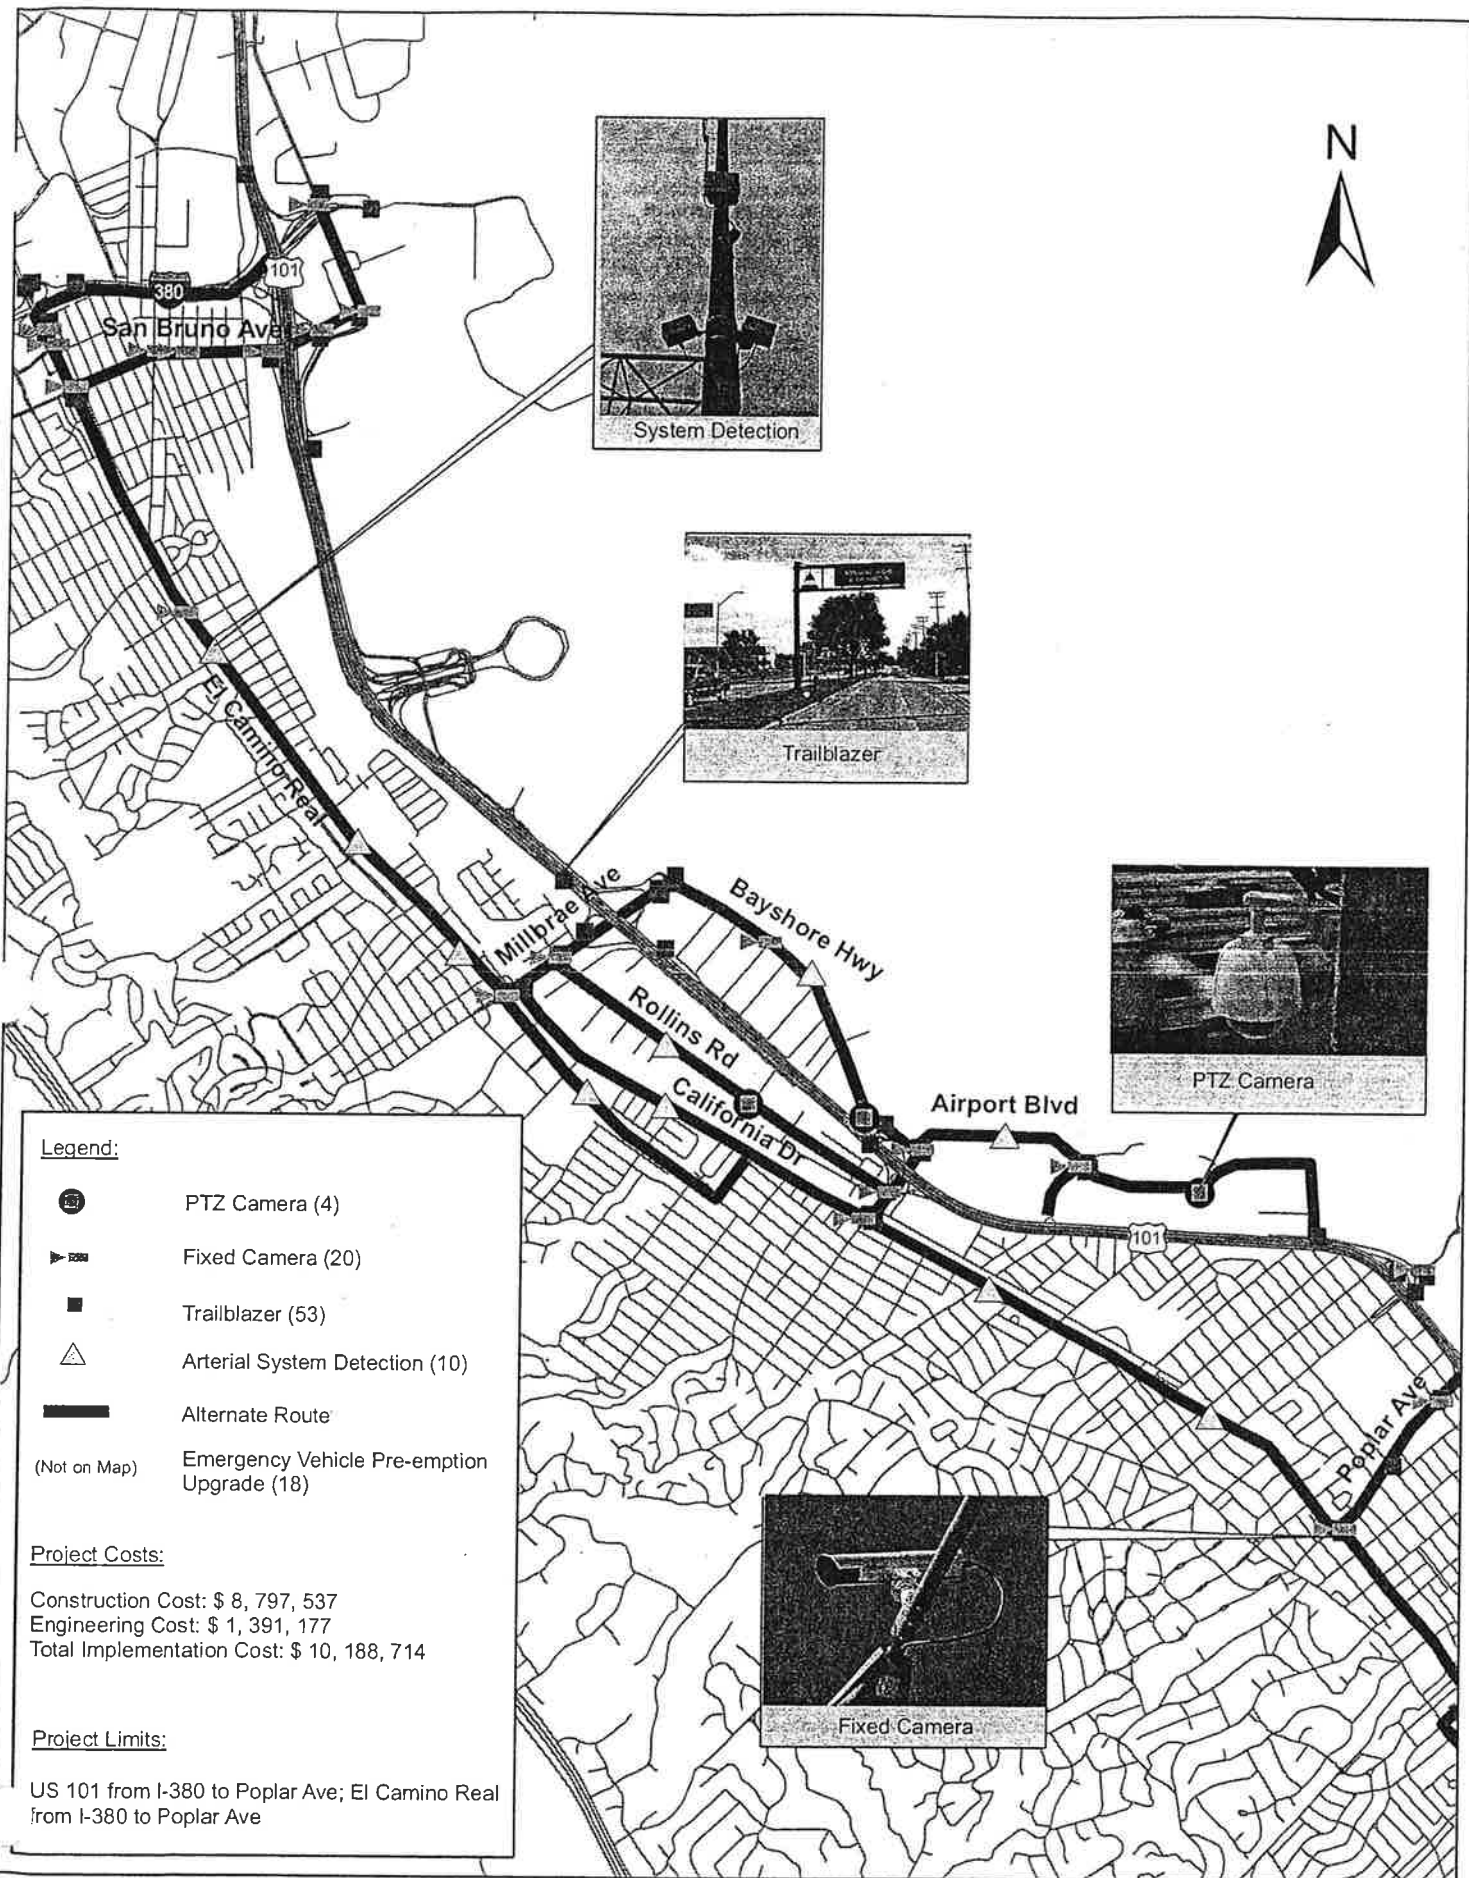 N
101
380
San Bruno Ave
System Detection
Trailblazer
El Camino Real
Millbrae Ave
Bayshore Hwy
Rollins Rd
California Dr
PTZ Camera
Airport Blvd
101
Poplar Ave
Fixed Camera
Legend:
PTZ Camera (4)
Fixed Camera (20)
Trailblazer (53)
Arterial System Detection (10)
Alternate Route
(Not on Map)
Emergency Vehicle Pre-emption
Upgrade (18)
Project Costs:
Construction Cost: $ 8, 797, 537
Engineering Cost: $ 1, 391, 177
Total Implementation Cost: $ 10, 188, 714
Project Limits:
US 101 from I-380 to Poplar Ave; El Camino Real
from I-380 to Poplar Ave